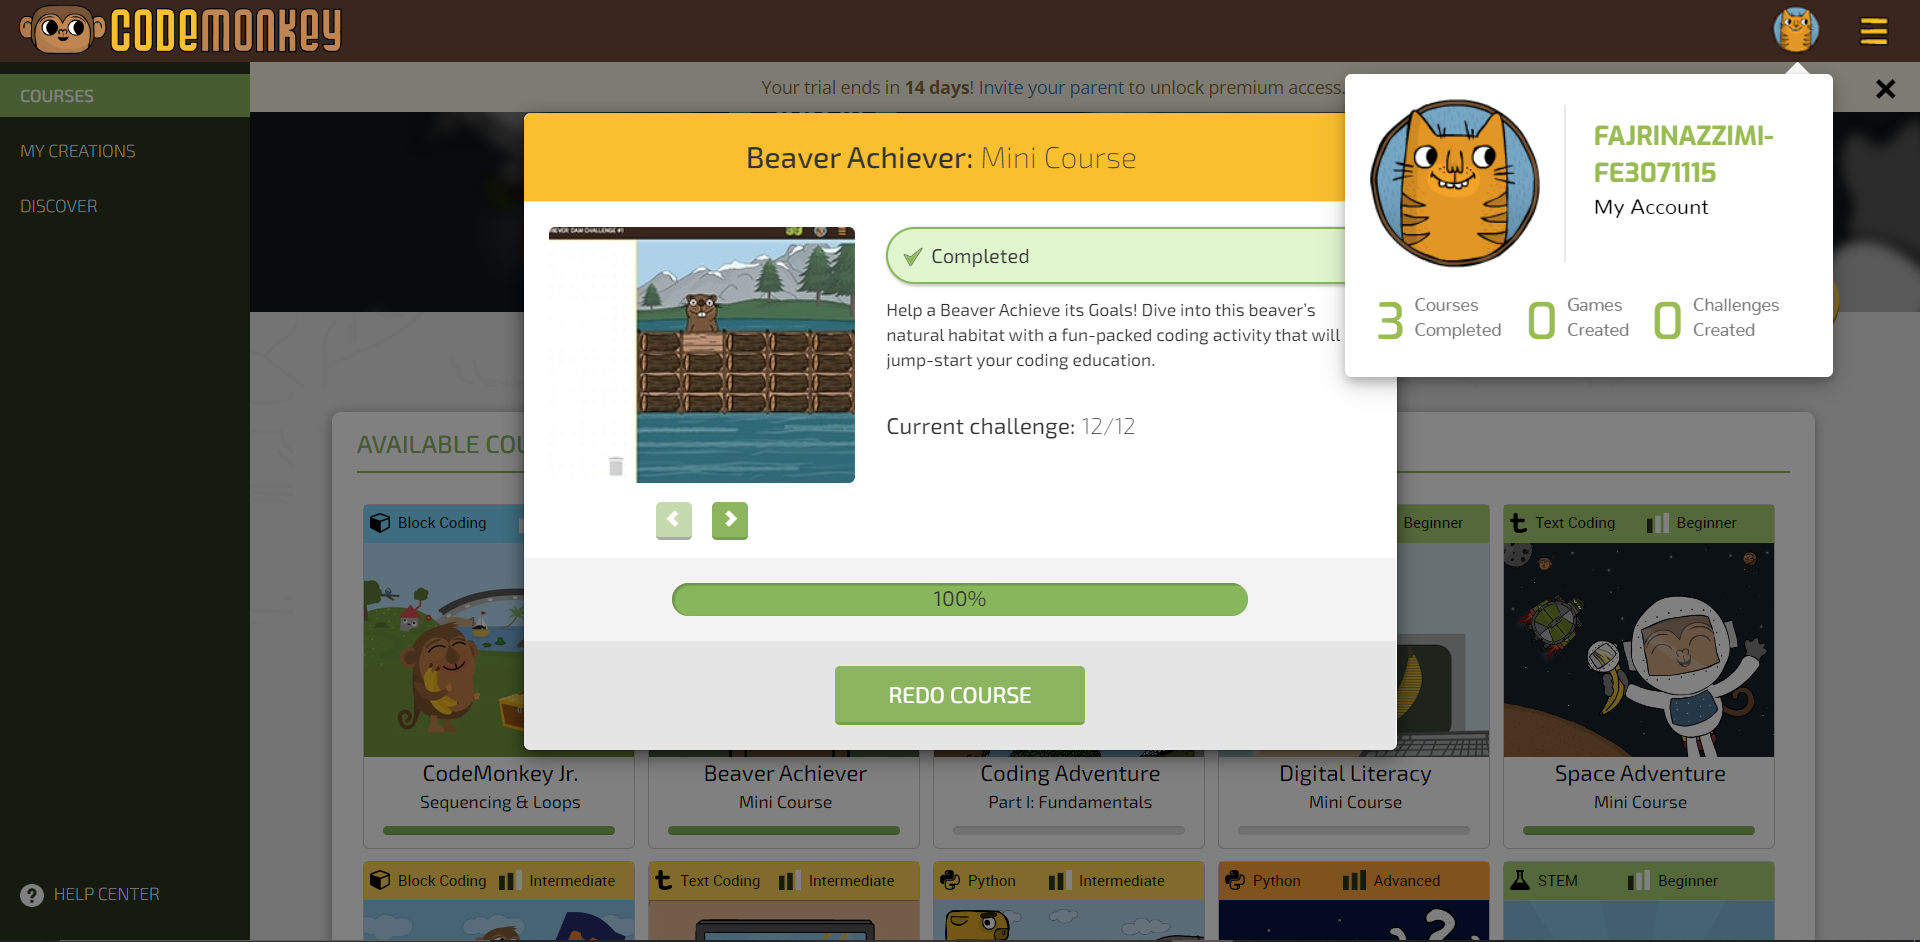 CODEMONKEY
COURSES
MY CREATIONS
DISCOVER
HELP CENTER
Your trial ends in 14 days! Invite your parent to unlock premium access.
FAJRINAZZIMI-
FE3071115
My Account
3 Courses Completed
0 Games Created
0 Challenges Created
Beaver Achiever: Mini Course
IEVER: DAM CHALLENGE #1
Completed
Help a Beaver Achieve its Goals! Dive into this beaver's
natural habitat with a fun-packed coding activity that will
jump-start your coding education.
Current challenge: 12/12
100%
REDO COURSE
AVAILABLE COU
Block Coding
Beginner
Text Coding Beginner
CodeMonkey Jr.
Sequencing & Loops
Beaver Achiever
Mini Course
Coding Adventure
Part I: Fundamentals
Digital Literacy
Mini Course
Space Adventure
Mini Course
Block Coding Intermediate
Text Coding Intermediate
Python Intermediate
Python Advanced
STEM Beginner